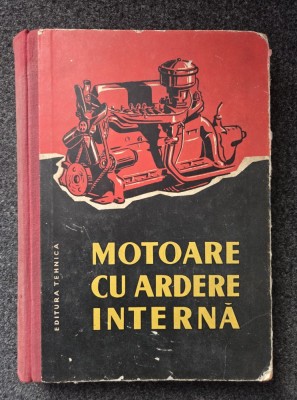 MOTOARE
CU ARDERE
INTERNĂ
EDITURA TEHNICA